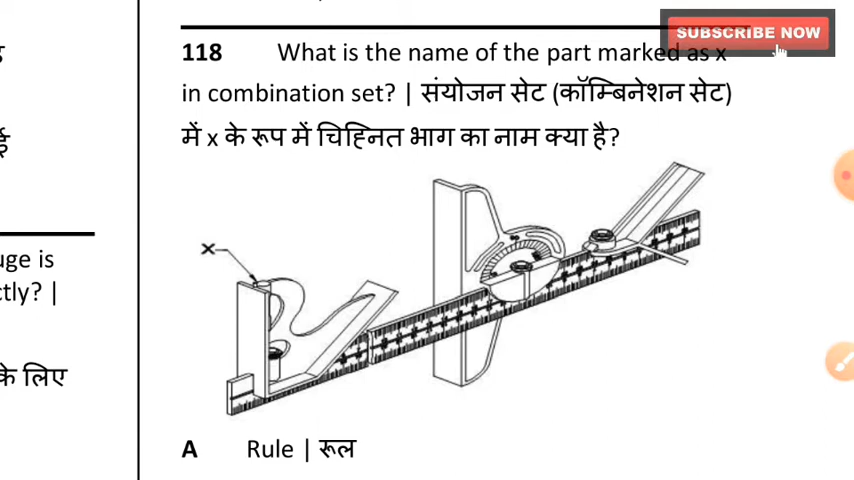 SUBSCRIBE NOW
118 What is the name of the part marked as x
in combination set? | संयोजन सेट (कॉम्बिनेशन सेट)
में x के रूप में चिह्नित भाग का नाम क्या है?
uge is
ctly? |
के लिए
x
A Rule | रूल